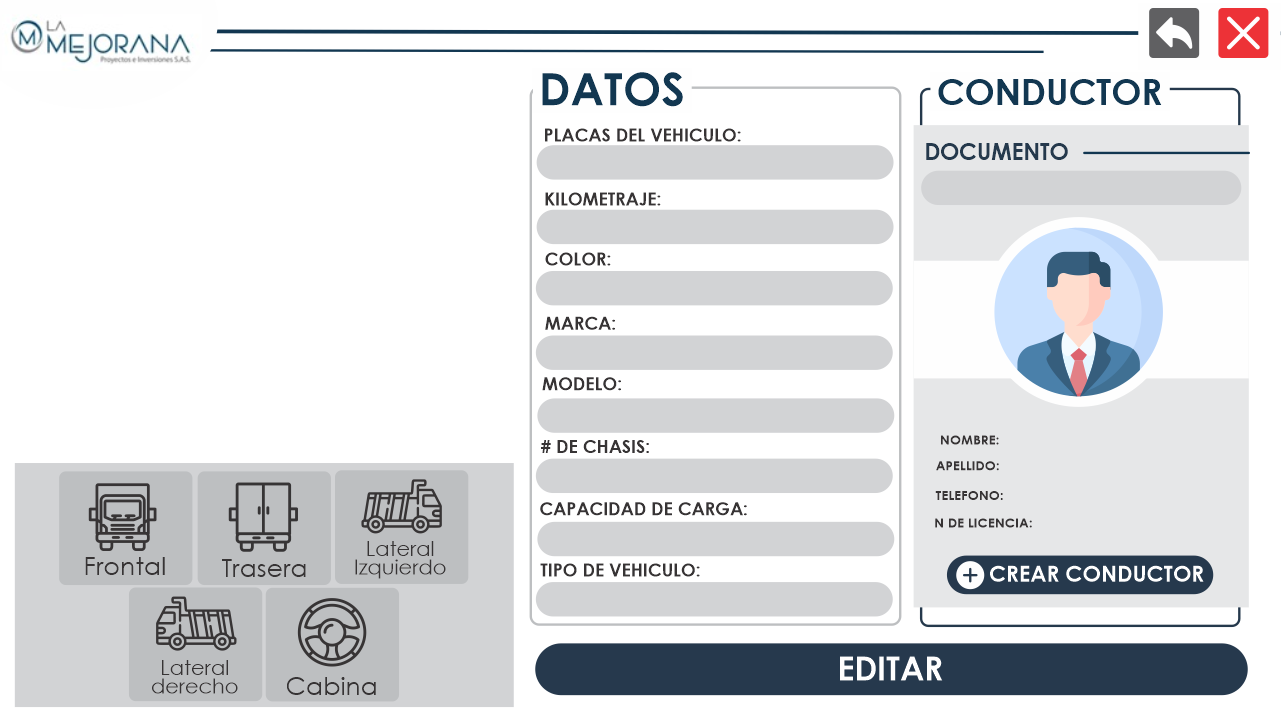 LA
MEJORANA
Proyectos e Inversiones S.A.S.
DATOS
PLACAS DEL VEHICULO:
KILOMETRAJE:
COLOR:
MARCA:
MODELO:
# DE CHASIS:
CAPACIDAD DE CARGA:
TIPO DE VEHICULO:
CONDUCTOR
DOCUMENTO
NOMBRE:
APELLIDO:
TELEFONO:
N DE LICENCIA:
CREAR CONDUCTOR
Frontal
Trasera
Lateral
Izquierdo
Lateral
derecho
Cabina
EDITAR